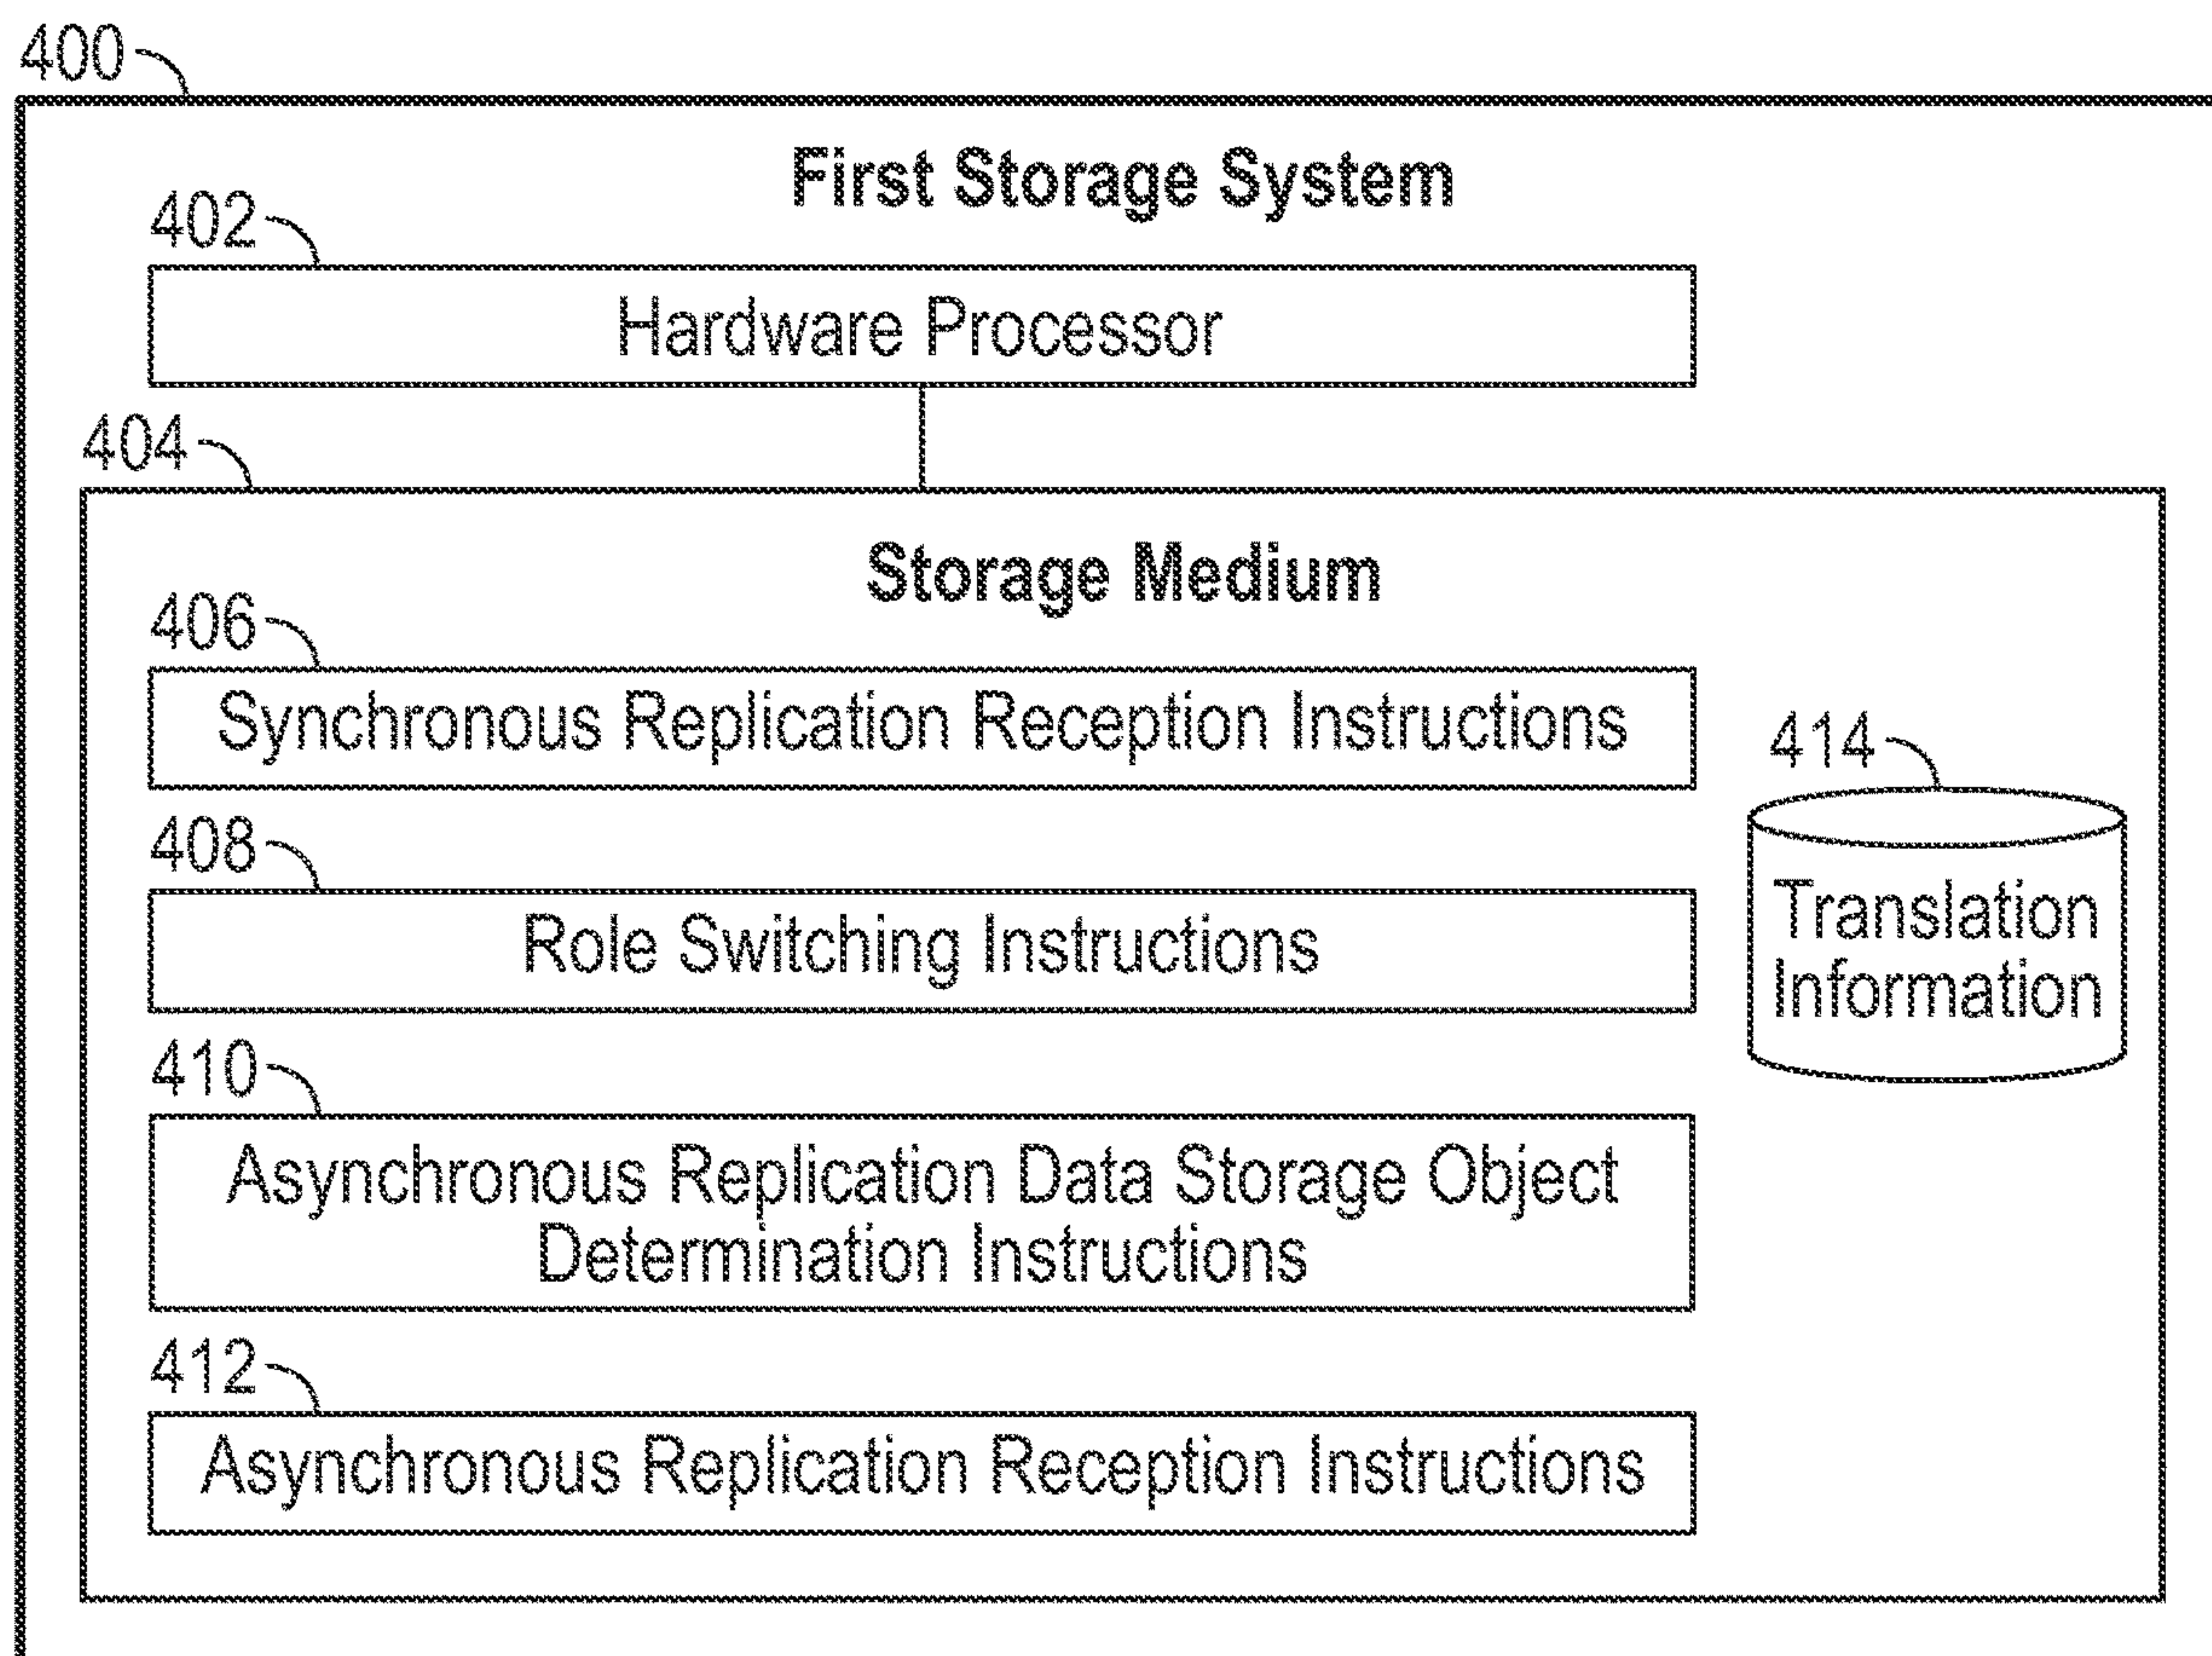 400
First Storage System
402
Hardware Processor
404
Storage Medium
406
Synchronous Replication Reception Instructions
414
408
Translation
Information
Role Switching Instructions
410
Asynchronous Replication Data Storage Object
Determination Instructions
412
Asynchronous Replication Reception Instructions